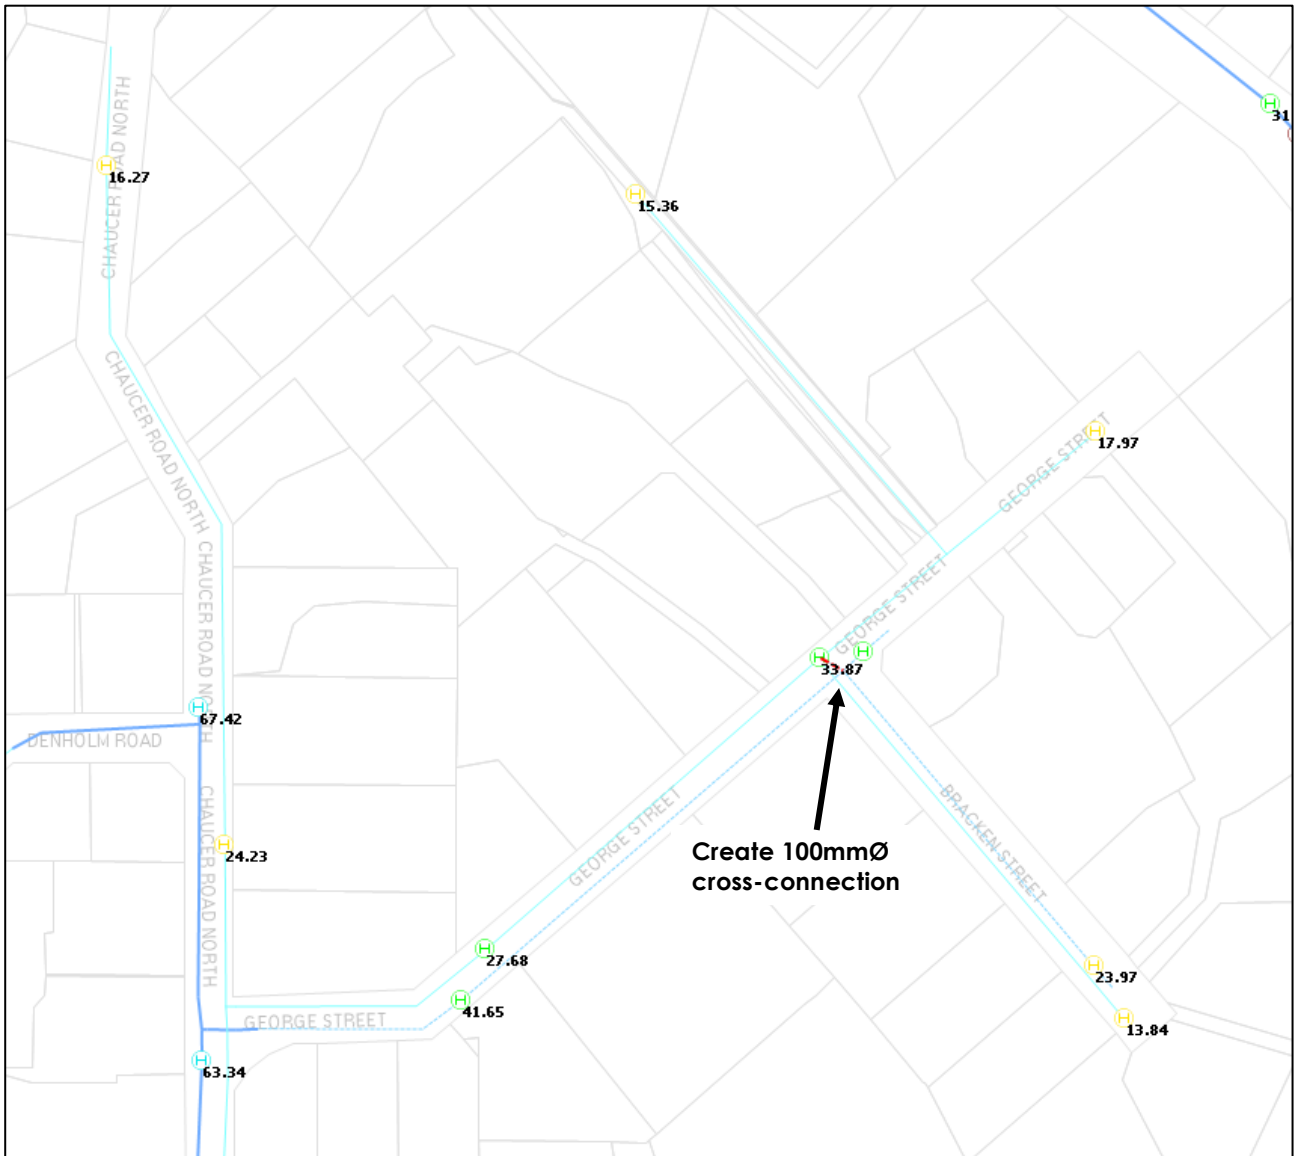 31
CHAUCER ROAD NORTH
16.27
15.36
CHAUCER ROAD NORTH
GEORGE STREET
17.97
CHAUCER ROAD NORTH
GEORGE STREET
33.87
67.42
DENHOLM ROAD
GEORGE STREET
BRACKEN STREET
CHAUCER ROAD NORTH
24.23
Create 100mmØ
cross-connection
27.68
23.97
41.65
GEORGE STREET
13.84
63.34